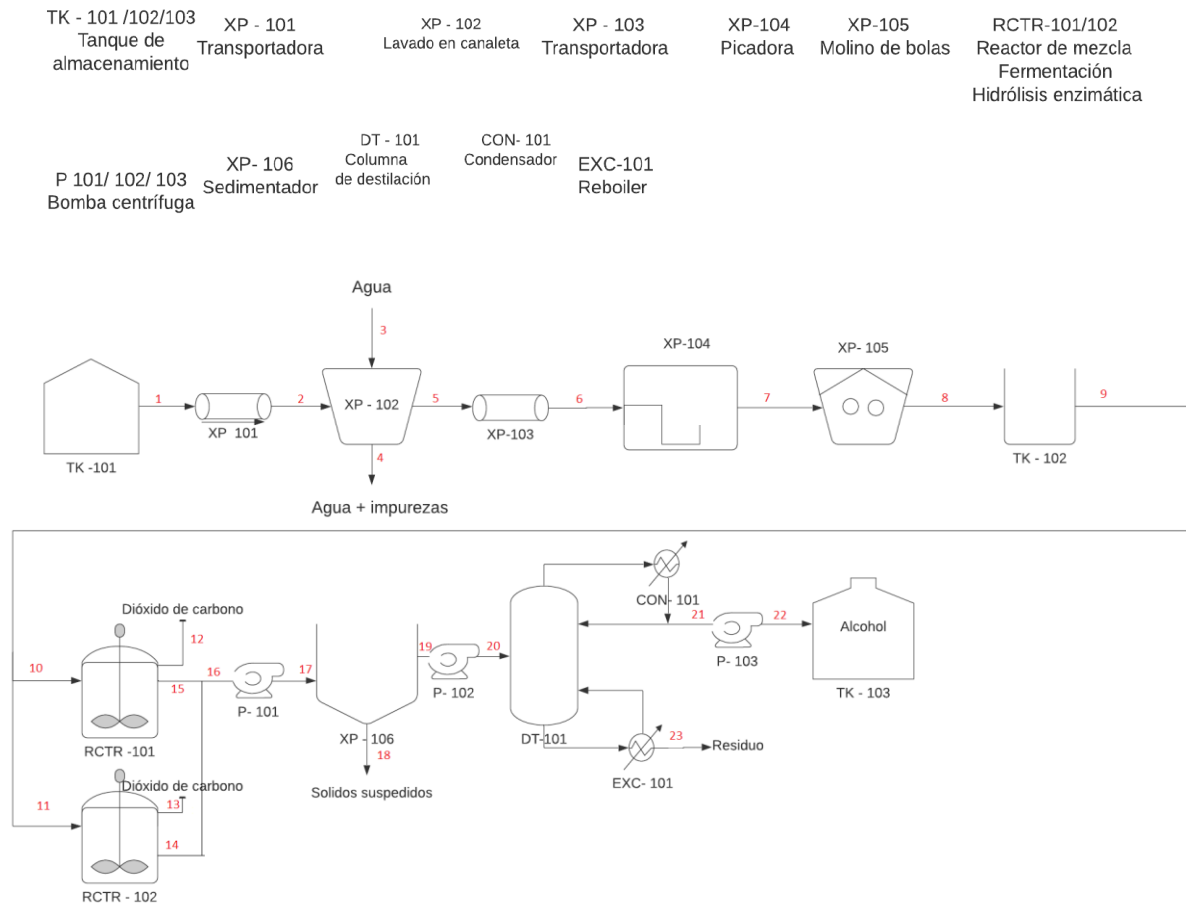 TK - 101 /102/103
Tanque de
almacenamiento
XP - 101
Transportadora
XP - 102
Lavado en canaleta
XP - 103
Transportadora
XP-104
Picadora
XP-105
Molino de bolas
RCTR-101/102
Reactor de mezcla
Fermentación
Hidrólisis enzimática
P 101/ 102/ 103
Bomba centrífuga
XP- 106
Sedimentador
DT - 101
Columna
de destilación
CON- 101
Condensador
EXC-101
Reboiler
Agua
3
XP-104
XP- 105
1
2
XP - 102
5
6
7
8
9
XP 101
XP-103
TK -101
4
TK - 102
Agua + impurezas
Dióxido de carbono
12
CON- 101
21
22
Alcohol
10
16
17
19
20
15
P- 101
P- 102
P- 103
TK - 103
RCTR -101
XP - 106
18
DT-101
23
Residuo
EXC- 101
Dióxido de carbono
Solidos suspedidos
11
13
14
RCTR - 102